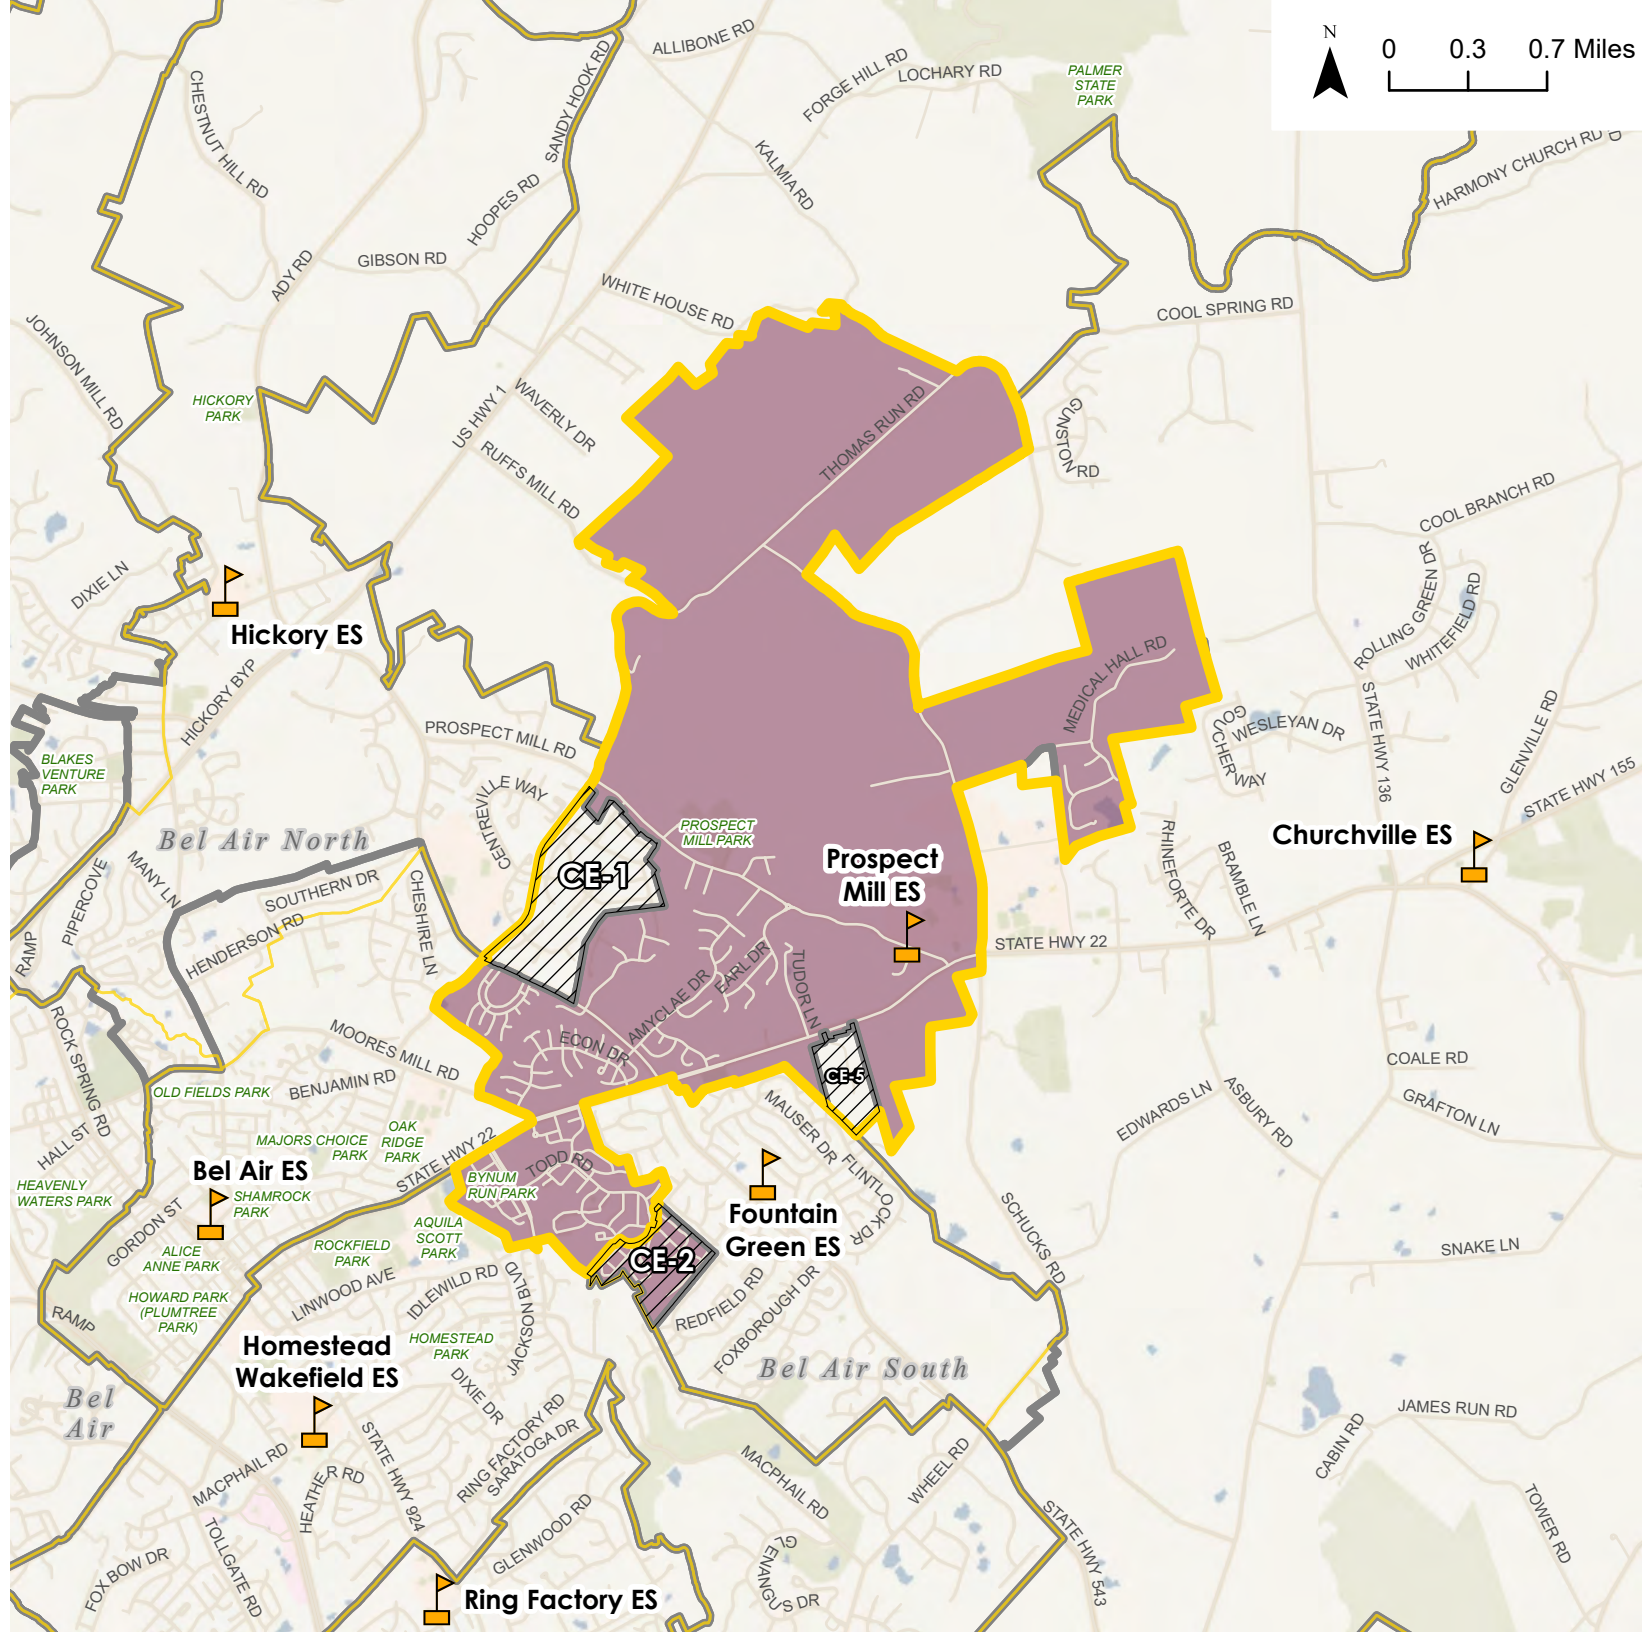 N
0 0.3 0.7 Miles
ALLIBONE RD
SANDY HOOK RD
FORGE HILL RD
LOCHARY RD
PALMER
STATE
PARK
CHESTNUT HILL RD
KALMIA RD
HARMONY CHURCH RD
HOOPES RD
GIBSON RD
ADY RD
WHITE HOUSE RD
COOL SPRING RD
JOHNSON MILL RD
HICKORY
PARK
US HWY 1
WAVERLY DR
RUFFS MILL RD
THOMAS RUN RD
GUNSTON RD
COOL BRANCH RD
DIXIE LN
Hickory ES
ROLLING GREEN DR
WHITEFIELD RD
MEDICAL HALL RD
HICKORY BYP
PROSPECT MILL RD
GOUCHER WAY
WESLEYAN DR
STATE HWY 136
GLENVILLE RD
STATE HWY 155
BLAKES
VENTURE
PARK
CENTREVILLE WAY
Bel Air North
PROSPECT
MILL PARK
Prospect
Mill ES
Churchville ES
CE-1
MANY LN
PIPERCOVE
SOUTHERN DR
HENDERSON RD
CHESHIRE LN
RHINEFORTE DR
BRAMBLE LN
RAMP
STATE HWY 22
TUDOR LN
EARL DR
AMYCLAE DR
ECON DR
ROCK SPRING RD
MOORES MILL RD
BENJAMIN RD
OLD FIELDS PARK
CE-5
COALE RD
GRAFTON LN
EDWARDS LN
ASBURY RD
MAUSER DR
FLINTLOCK DR
HALL ST
MAJORS CHOICE
PARK
OAK
RIDGE
PARK
STATE HWY 22
TODD RD
BYNUM
RUN PARK
Bel Air ES
HEAVENLY
WATERS PARK
SHAMROCK
PARK
GORDON ST
AQUILA
SCOTT
PARK
Fountain
Green ES
SCHUCKS RD
SNAKE LN
ALICE
ANNE PARK
ROCKFIELD
PARK
CE-2
HOWARD PARK
(PLUMTREE
PARK)
LINWOOD AVE
IDLEWILD RD
JACKSON BLVD
REDFIELD RD
FOXBOROUGH DR
RAMP
Homestead
Wakefield ES
HOMESTEAD
PARK
DIXIE DR
Bel Air South
Bel
Air
JAMES RUN RD
CABIN RD
RING FACTORY RD
SARATOGA DR
MACPHAIL RD
HEATHER RD
STATE HWY 924
MACPHAIL RD
WHEEL RD
TOWER RD
STATE HWY 543
TOLLGATE RD
GLENWOOD RD
FOX BOW DR
GLENANGUS DR
Ring Factory ES